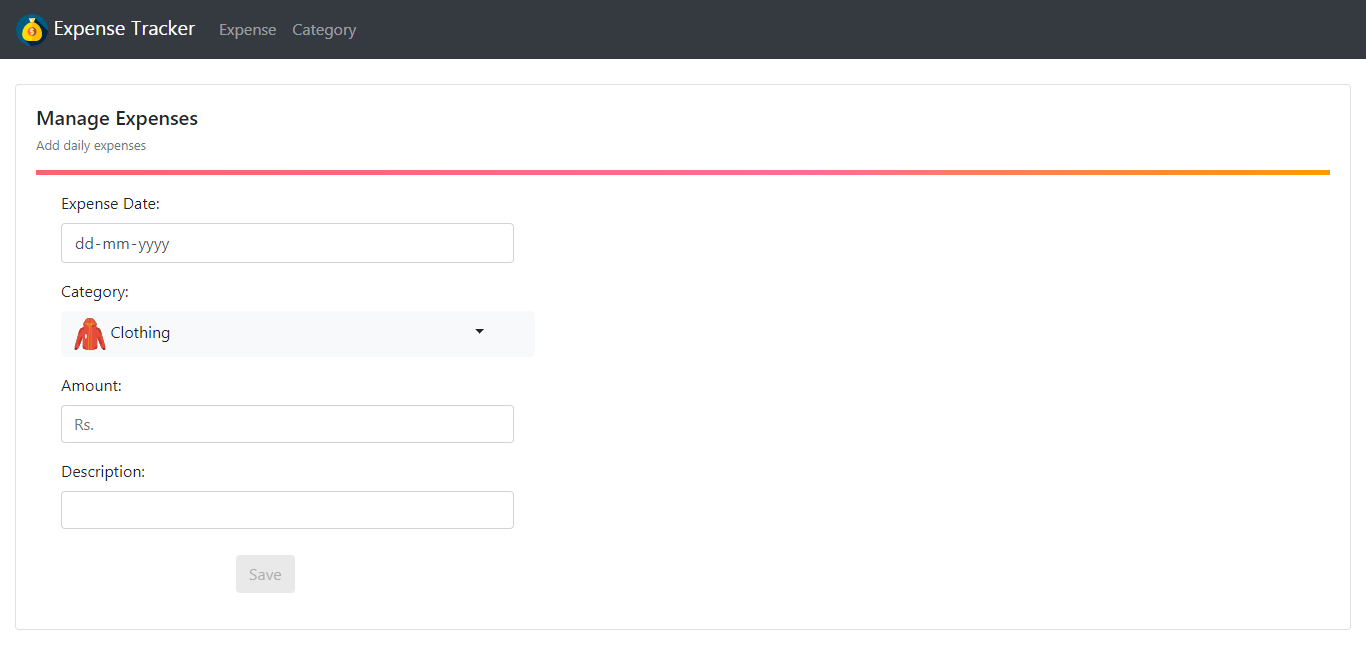 Expense Tracker Expense Category
Manage Expenses
Add daily expenses
Expense Date:
dd-mm-yyyy
Category:
Clothing
Amount:
Rs.
Description:
Save